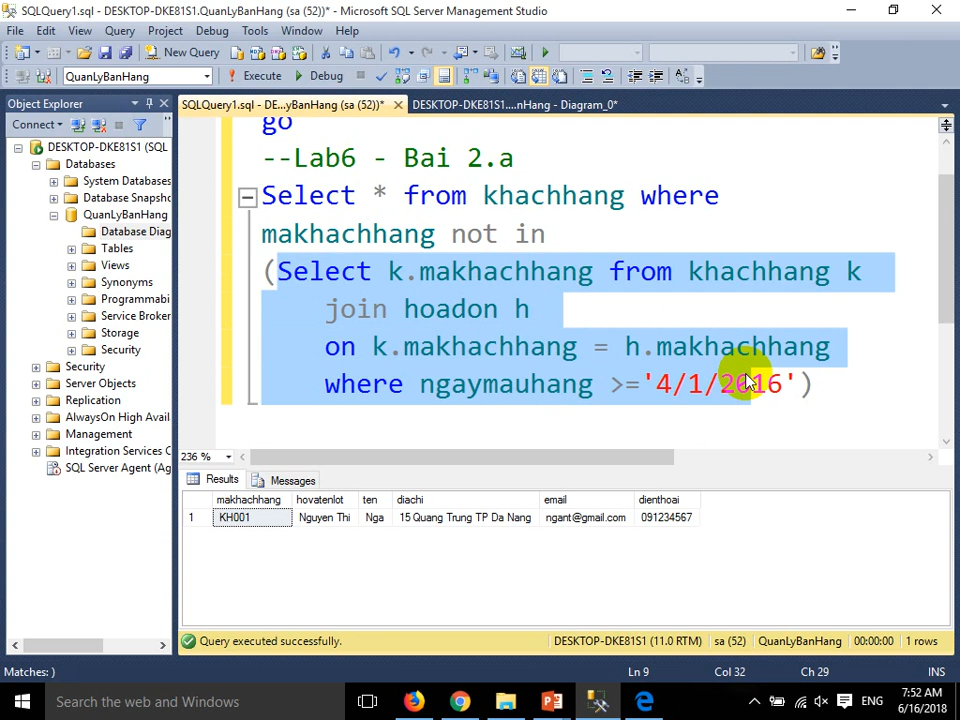 SQLQuery1.sql - DESKTOP-DKE81S1.QuanLyBanHang (sa (52))* - Microsoft SQL Server Management Studio
File Edit View Query Project Debug Tools Window Help
New Query
QuanLyBanHang Execute Debug
Object Explorer
Connect
DESKTOP-DKE81S1 (SQL
Databases
System Databases
Database Snapsho
QuanLyBanHang
Database Diag
Tables
Views
Synonyms
Programmabi
Service Broker
Storage
Security
Security
Server Objects
Replication
AlwaysOn High Avail
Management
Integration Services C
SQL Server Agent (Ag
SQLQuery1.sql - DE...yBanHang (sa (52))* DESKTOP-DKE81S1....nHang - Diagram_0*
go
--Lab6 - Bai 2.a
Select * from khachhang where
makhachhang not in
(Select k.makhachhang from khachhang k
join hoadon h
on k.makhachhang = h.makhachhang
where ngaymauhang >='4/1/2016')
236 %
Results Messages
makhachhang hovatenlot ten diachi email dienthoai
1 KH001 Nguyen Thi Nga 15 Quang Trung TP Da Nang ngant@gmail.com 091234567
Query executed successfully. DESKTOP-DKE81S1 (11.0 RTM) sa (52) QuanLyBanHang 00:00:00 1 rows
Matches: ) Ln 9 Col 32 Ch 29 INS
Search the web and Windows
ENG
7:52 AM
6/16/2018